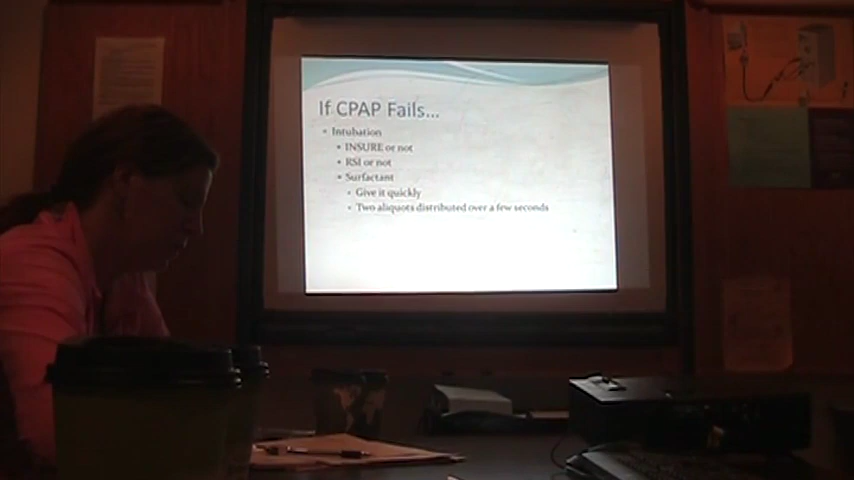 If CPAP Fails...
Intubation
INSURE or not
RSI or not
Surfactant
Give it quickly
Two aliquots distributed over a few seconds